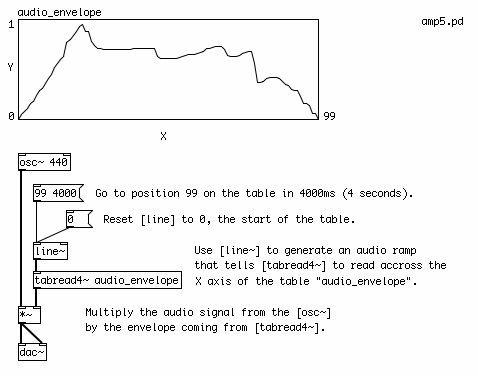 audio_envelope
amp5.pd
1
Y
0
99
X
osc~ 440
99 4000
Go to position 99 on the table in 4000ms (4 seconds).
0
Reset [line] to 0, the start of the table.
line~
Use [line~] to generate an audio ramp
that tells [tabread4~] to read accross the
X axis of the table "audio_envelope".
tabread4~ audio_envelope
*~
Multiply the audio signal from the [osc~]
by the envelope coming from [tabread4~].
dac~